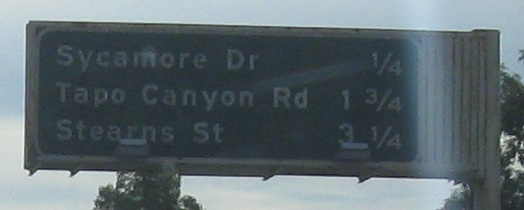 Sycamore Dr 1/4
Tapo Canyon Rd 1 3/4
Stearns St 3 1/4